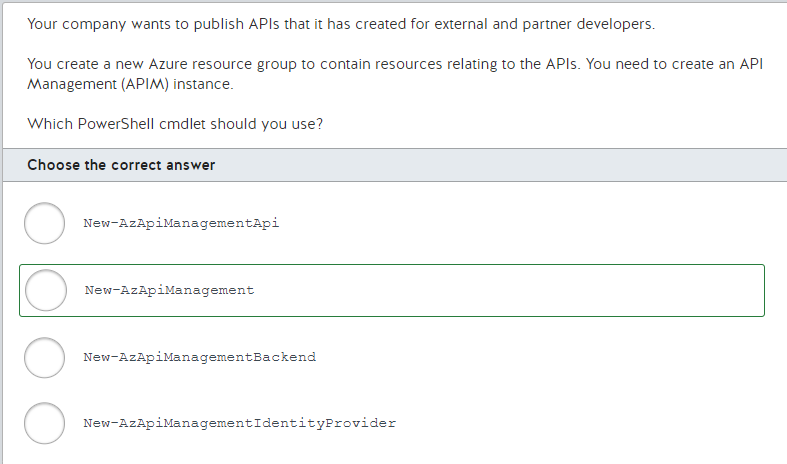 Your company wants to publish APIs that it has created for external and partner developers.
You create a new Azure resource group to contain resources relating to the APIs. You need to create an API
Management (APIM) instance.
Which PowerShell cmdlet should you use?
Choose the correct answer
New-AzApiManagementApi
New-AzApiManagement
New-AzApiManagementBackend
New-AzApiManagementIdentityProvider